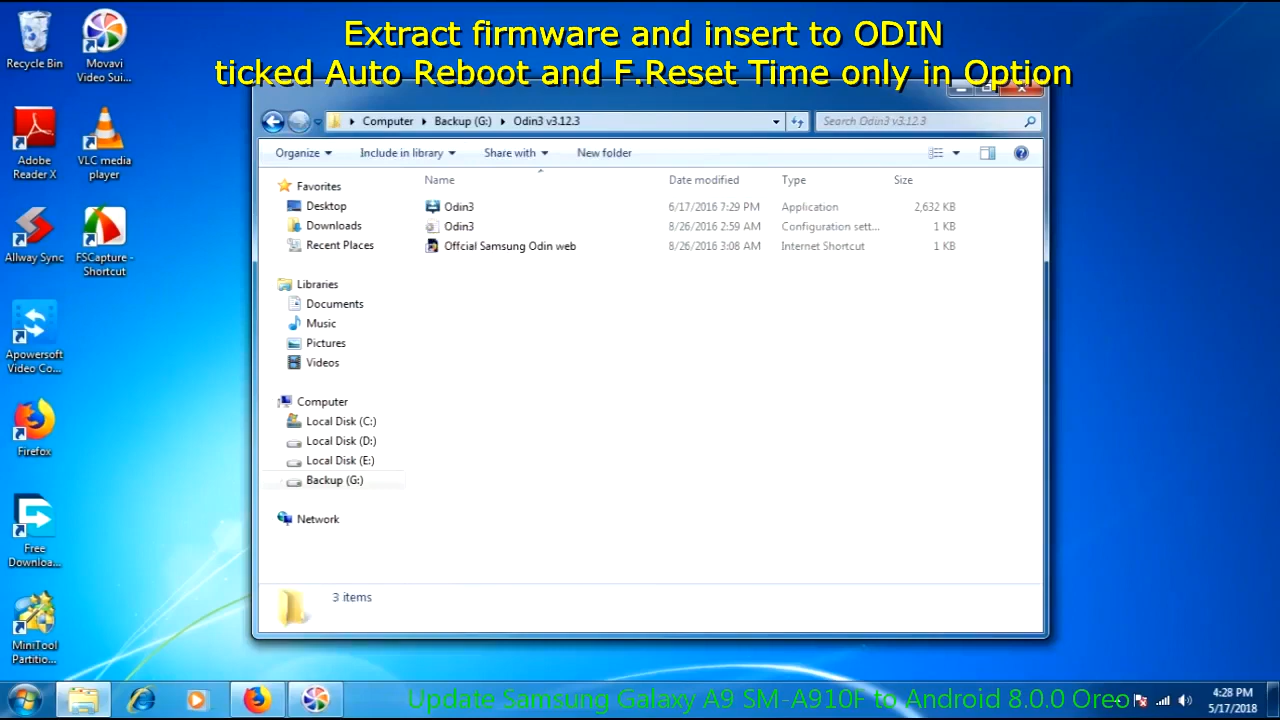 Extract firmware and insert to ODIN
ticked Auto Reboot and F.Reset Time only in Option
Recycle Bin
Movavi
Video Sui...
Adobe
Reader X
VLC media
player
Allway Sync
FSCapture -
Shortcut
Apowersoft
Video Co...
Firefox
Free
Downloa...
MiniTool
Partitio...
Computer
Backup (G:)
Odin3 v3.12.3
Search Odin3 v3.12.3
Organize
Include in library
Share with
New folder
Name
Date modified
Type
Size
Odin3 6/17/2016 7:29 PM Application 2,632 KB
Odin3 8/26/2016 2:59 AM Configuration sett... 1 KB
Offcial Samsung Odin web 8/26/2016 3:08 AM Internet Shortcut 1 KB
Favorites
Desktop
Downloads
Recent Places
Libraries
Documents
Music
Pictures
Videos
Computer
Local Disk (C:)
Local Disk (D:)
Local Disk (E:)
Backup (G:)
Network
3 items
Update Samsung Galaxy A9 SM-A910F to Android 8.0.0 Oreo
4:28 PM
5/17/2018